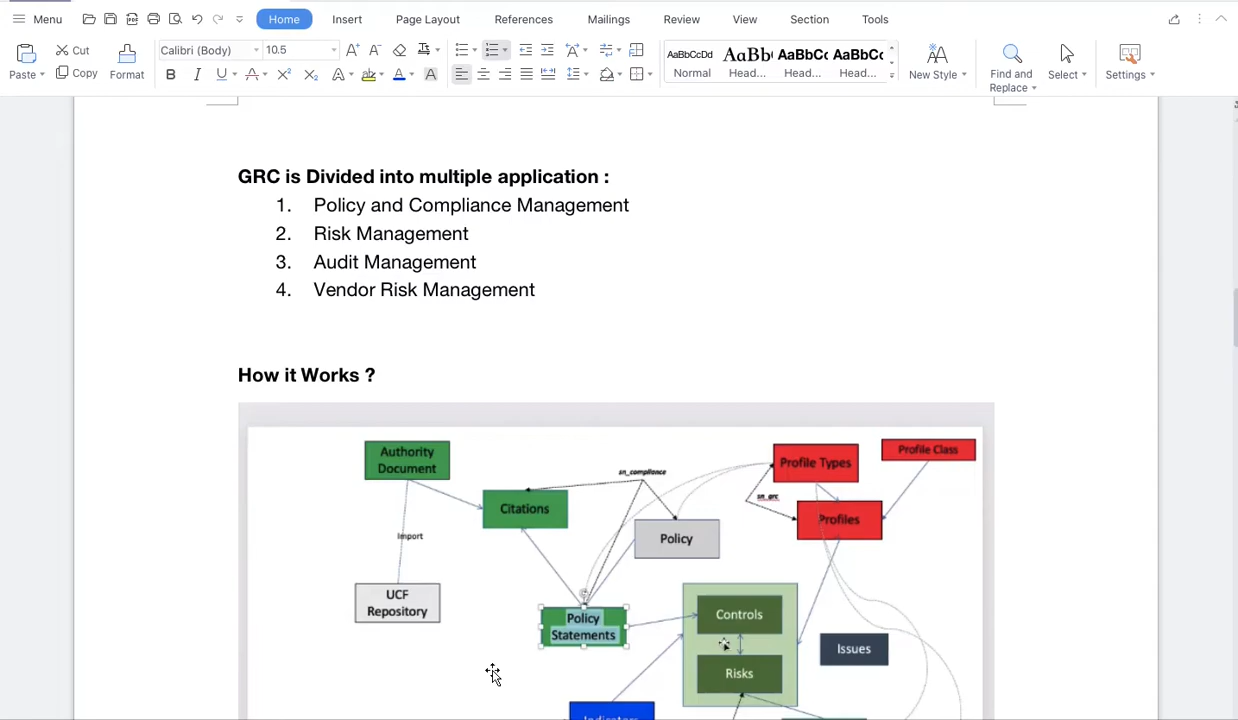 Menu
Home
Insert
Page Layout
References
Mailings
Review
View
Section
Tools
Paste
Cut
Copy
Format
Calibri (Body)
10.5
AaBbCcDd
Normal
AaBb
Head...
AaBbCc
Head...
AaBbCc
Head...
New Style
Find and
Replace
Select
Settings
GRC is Divided into multiple application :
1. Policy and Compliance Management
2. Risk Management
3. Audit Management
4. Vendor Risk Management
How it Works ?
Authority
Document
Citations
sn_compliance
Profile Types
Profile Class
sn_grc
Profiles
Import
Policy
UCF
Repository
Policy
Statements
Controls
Issues
Risks
Indicators